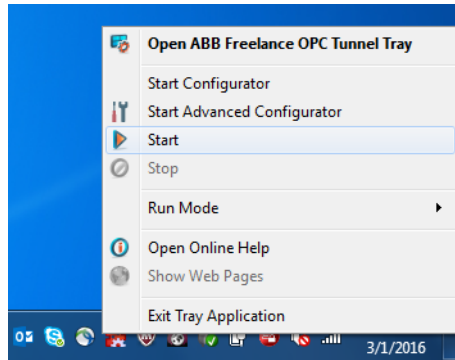 Open ABB Freelance OPC Tunnel Tray
Start Configurator
Start Advanced Configurator
Start
Stop
Run Mode
Open Online Help
Show Web Pages
Exit Tray Application
3/1/2016